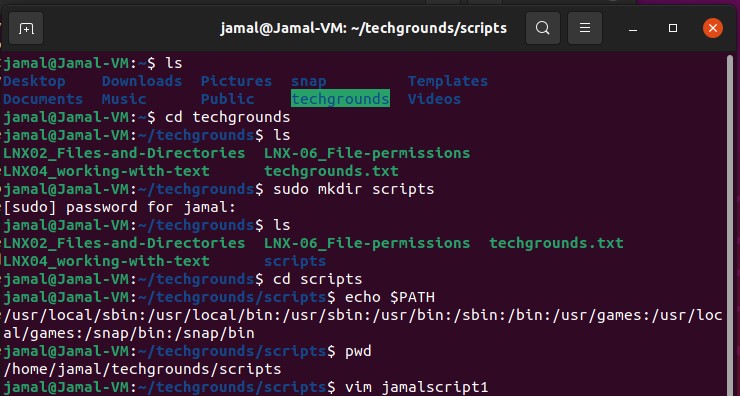 jamal@Jamal-VM: ~/techgrounds/scripts
jamal@Jamal-VM:~$ ls
Desktop Downloads Pictures snap Templates
Documents Music Public techgrounds Videos
jamal@Jamal-VM:~$ cd techgrounds
jamal@Jamal-VM:~/techgrounds$ ls
LNX02_Files-and-Directories LNX-06_File-permissions
LNX04_working-with-text techgrounds.txt
jamal@Jamal-VM:~/techgrounds$ sudo mkdir scripts
[sudo] password for jamal:
jamal@Jamal-VM:~/techgrounds$ ls
LNX02_Files-and-Directories LNX-06_File-permissions techgrounds.txt
LNX04_working-with-text scripts
jamal@Jamal-VM:~/techgrounds$ cd scripts
jamal@Jamal-VM:~/techgrounds/scripts$ echo $PATH
/usr/local/sbin:/usr/local/bin:/usr/sbin:/usr/bin:/sbin:/bin:/usr/games:/usr/loc
al/games:/snap/bin:/snap/bin
jamal@Jamal-VM:~/techgrounds/scripts$ pwd
/home/jamal/techgrounds/scripts
jamal@Jamal-VM:~/techgrounds/scripts$ vim jamalscript1